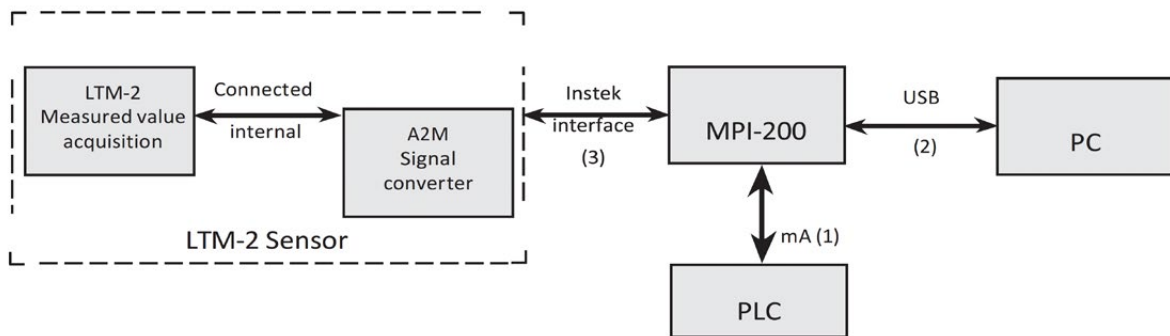 LTM-2
Measured value
acquisition
Connected
internal
A2M
Signal
converter
LTM-2 Sensor
Instek
interface
(3)
MPI-200
USB
(2)
PC
mA (1)
PLC